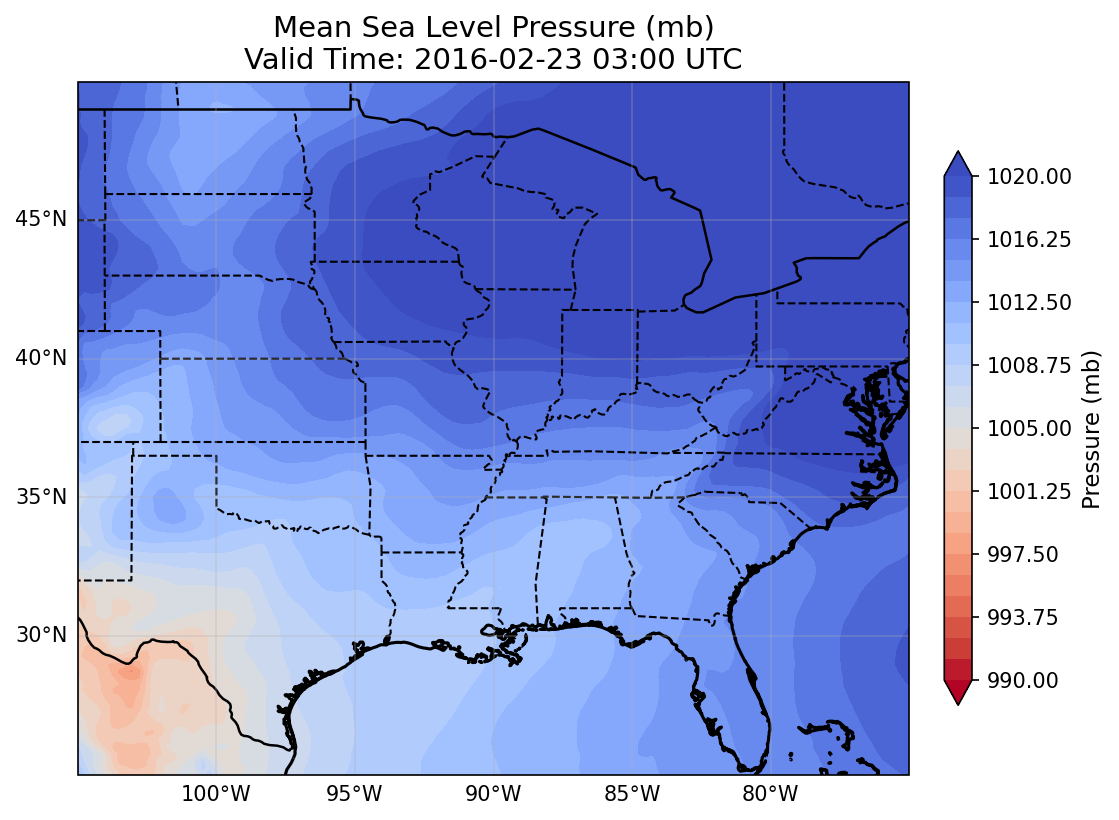 Mean Sea Level Pressure (mb)
Valid Time: 2016-02-23 03:00 UTC
45°N
40°N
35°N
30°N
100°W
95°W
90°W
85°W
80°W
1020.00
1016.25
1012.50
1008.75
1005.00
1001.25
997.50
993.75
990.00
Pressure (mb)